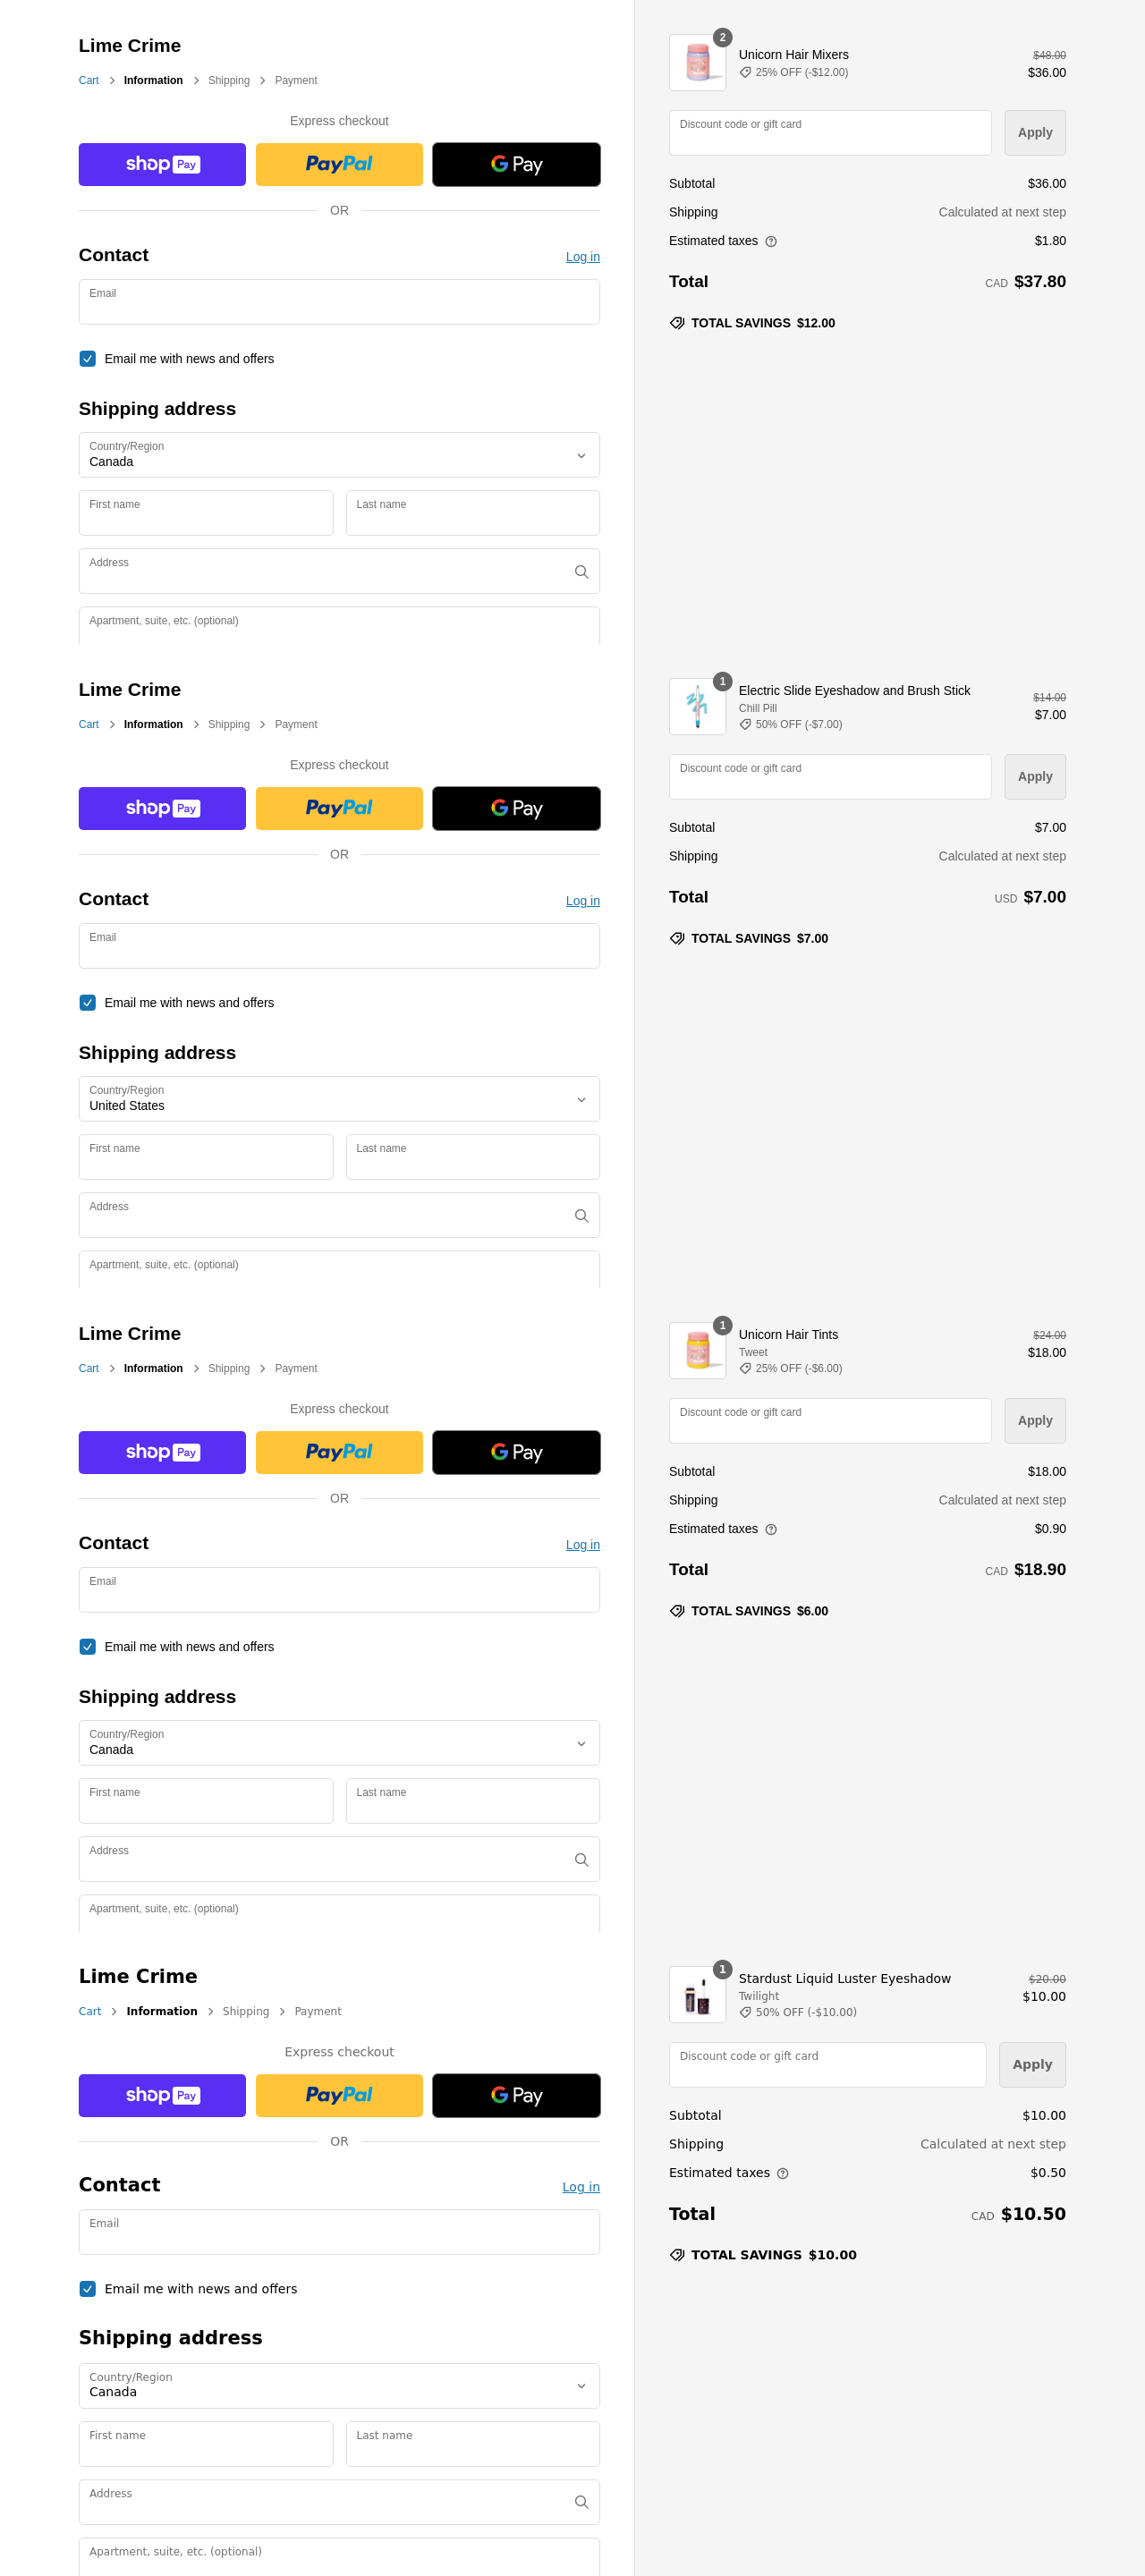 Lime Crime
Cart > Information > Shipping > Payment
Express checkout
shop Pay
PayPal
G Pay
OR
Contact
Log in
Email
Email me with news and offers
Shipping address
Country/Region
Canada
First name
Last name
Address
Apartment, suite, etc. (optional)
2
Unicorn Hair Mixers
25% OFF (-$12.00)
$48.00
$36.00
Discount code or gift card
Apply
Subtotal $36.00
Shipping Calculated at next step
Estimated taxes $1.80
Total CAD $37.80
TOTAL SAVINGS $12.00
Lime Crime
Cart > Information > Shipping > Payment
Express checkout
shop Pay
PayPal
G Pay
OR
Contact
Log in
Email
Email me with news and offers
Shipping address
Country/Region
United States
First name
Last name
Address
Apartment, suite, etc. (optional)
1
Electric Slide Eyeshadow and Brush Stick
Chill Pill
50% OFF (-$7.00)
$14.00
$7.00
Discount code or gift card
Apply
Subtotal $7.00
Shipping Calculated at next step
Total USD $7.00
TOTAL SAVINGS $7.00
Lime Crime
Cart > Information > Shipping > Payment
Express checkout
shop Pay
PayPal
G Pay
OR
Contact
Log in
Email
Email me with news and offers
Shipping address
Country/Region
Canada
First name
Last name
Address
Apartment, suite, etc. (optional)
1
Unicorn Hair Tints
Tweet
25% OFF (-$6.00)
$24.00
$18.00
Discount code or gift card
Apply
Subtotal $18.00
Shipping Calculated at next step
Estimated taxes $0.90
Total CAD $18.90
TOTAL SAVINGS $6.00
Lime Crime
Cart > Information > Shipping > Payment
Express checkout
shop Pay
PayPal
G Pay
OR
Contact
Log in
Email
Email me with news and offers
Shipping address
Country/Region
Canada
First name
Last name
Address
Apartment, suite, etc. (optional)
1
Stardust Liquid Luster Eyeshadow
Twilight
50% OFF (-$10.00)
$20.00
$10.00
Discount code or gift card
Apply
Subtotal $10.00
Shipping Calculated at next step
Estimated taxes $0.50
Total CAD $10.50
TOTAL SAVINGS $10.00